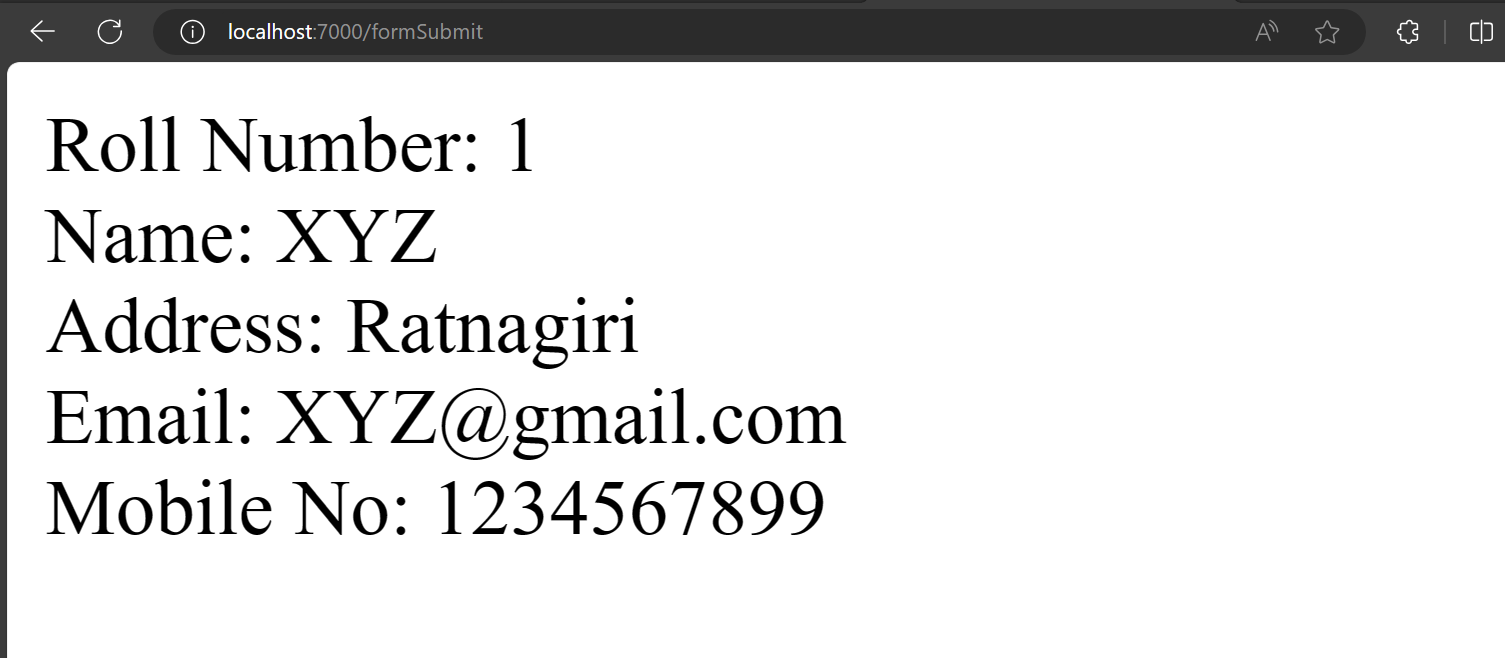 localhost:7000/formSubmit
Roll Number: 1
Name: XYZ
Address: Ratnagiri
Email: XYZ@gmail.com
Mobile No: 1234567899